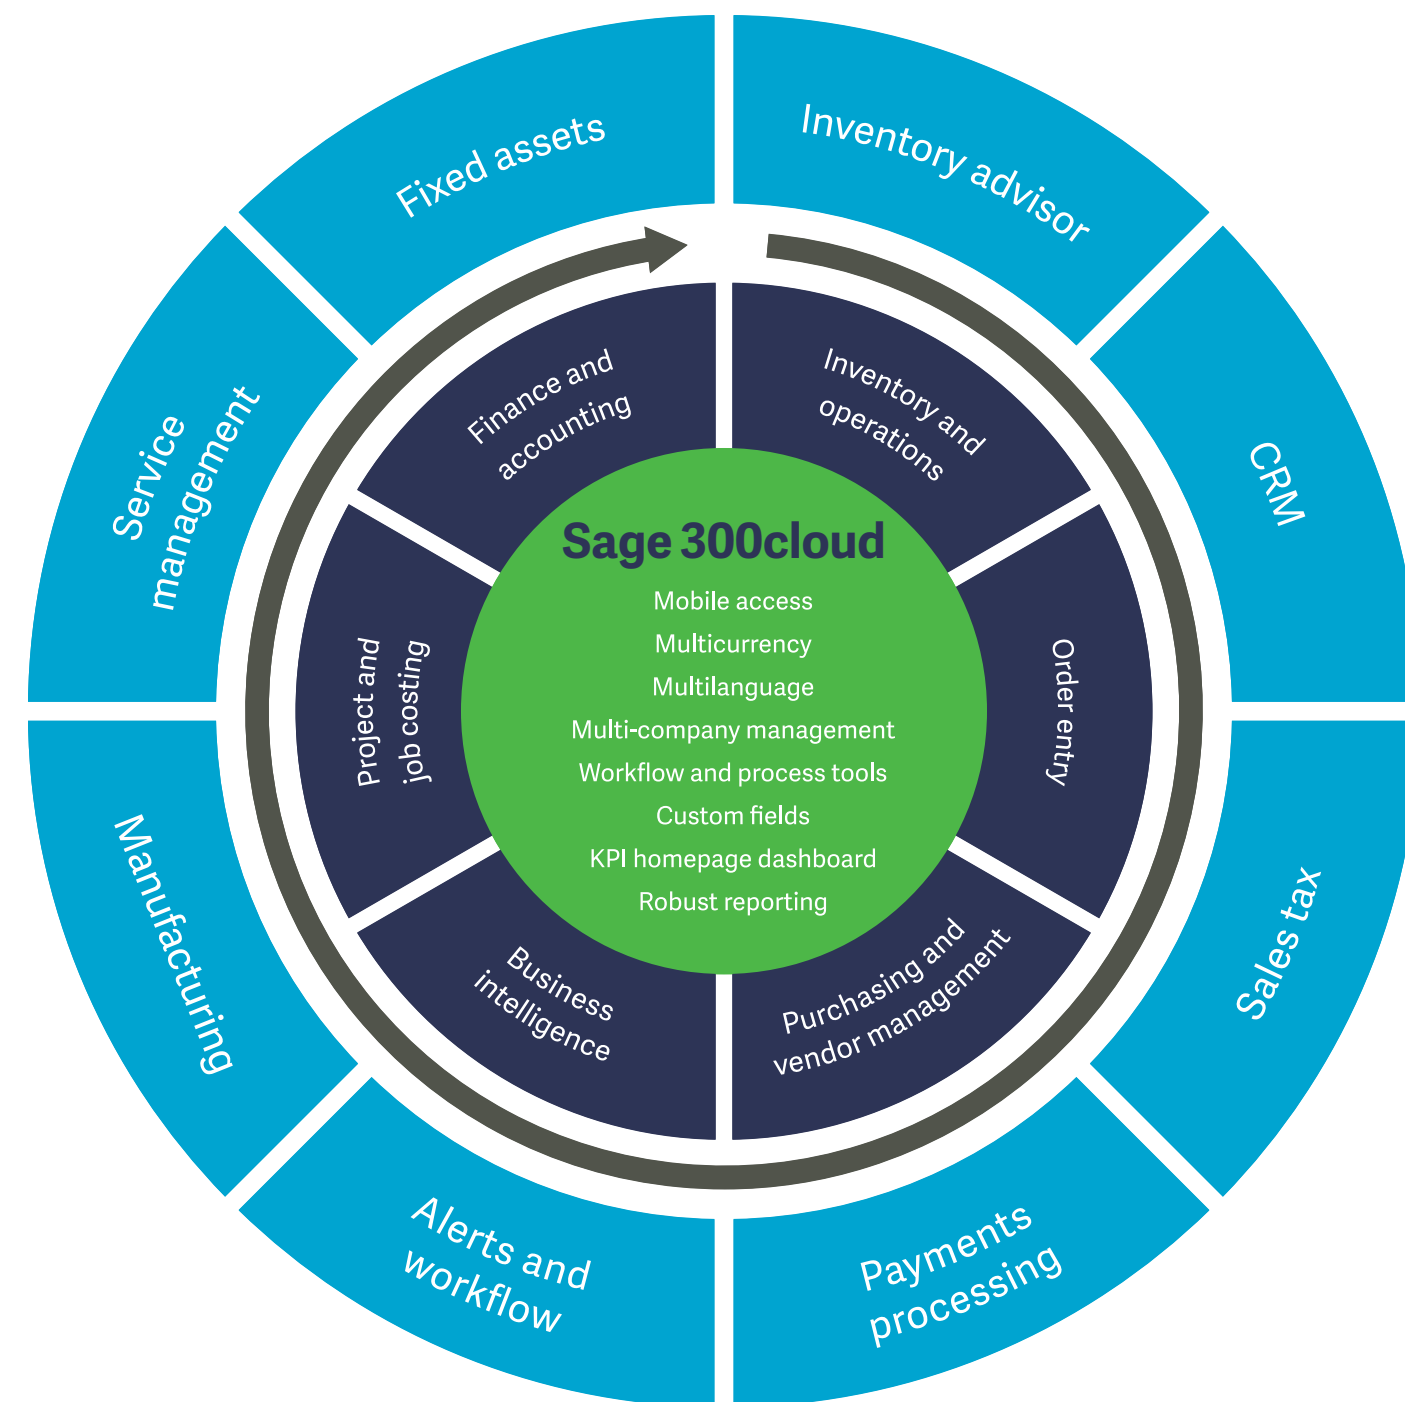 Fixed assets
Inventory advisor
CRM
Sales tax
Payments
processing
Alerts and
workflow
Manufacturing
Service
management
Finance and
accounting
Inventory and
operations
Order entry
Purchasing and
vendor management
Business
intelligence
Project and
job costing
Sage 300cloud
Mobile access
Multicurrency
Multilanguage
Multi-company management
Workflow and process tools
Custom fields
KPI homepage dashboard
Robust reporting